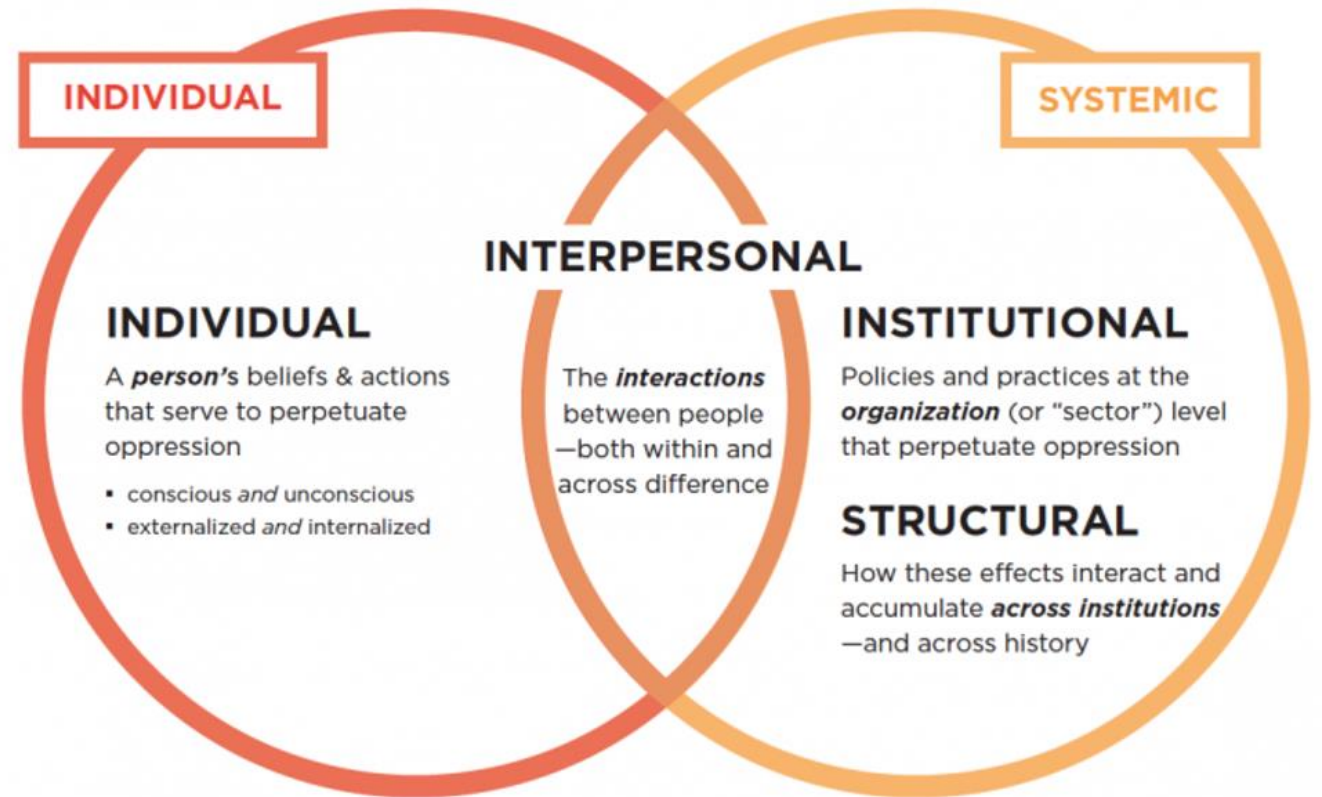 INDIVIDUAL
SYSTEMIC
INTERPERSONAL
INDIVIDUAL
A person's beliefs & actions
that serve to perpetuate
oppression
▪ conscious and unconscious
▪ externalized and internalized
The interactions
between people
—both within and
across difference
INSTITUTIONAL
Policies and practices at the
organization (or “sector”) level
that perpetuate oppression
STRUCTURAL
How these effects interact and
accumulate across institutions
—and across history